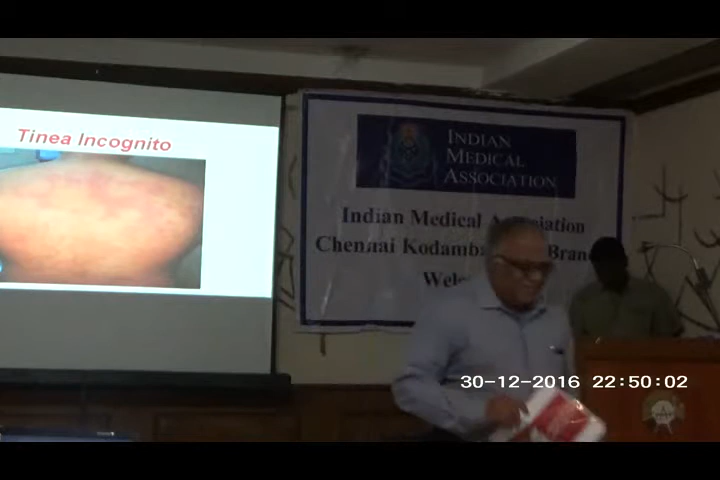 Tinea Incognito
INDIAN
MEDICAL
ASSOCIATION
Indian Medical
Chennai
30-12-2016 22:50:02